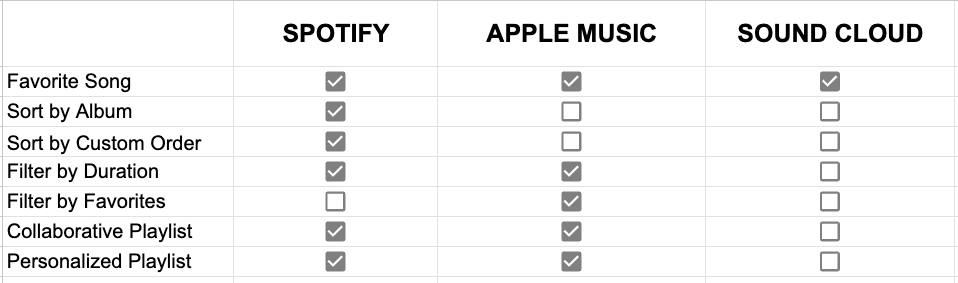 SPOTIFY APPLE MUSIC SOUND CLOUD
Favorite Song
Sort by Album
Sort by Custom Order
Filter by Duration
Filter by Favorites
Collaborative Playlist
Personalized Playlist